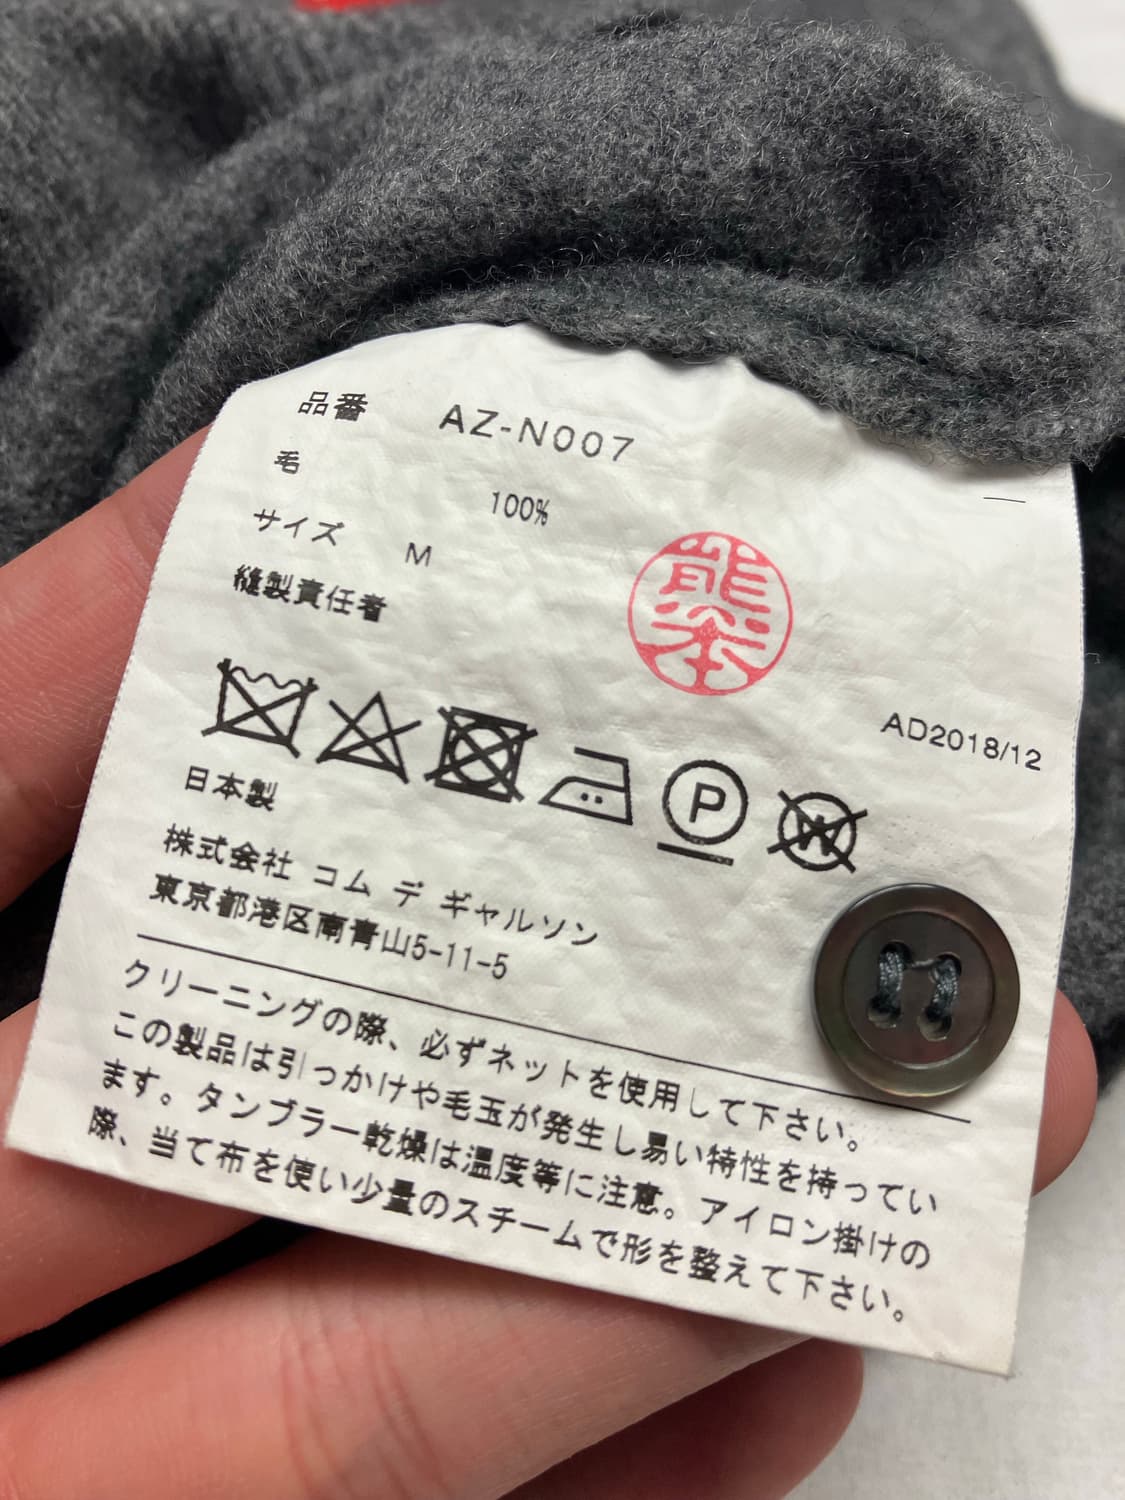 品番 AZ-N007
毛 100%
サイズ M
縫製責任者
熊谷
AD2018/12
P
W
日本製
株式会社 コム デ ギャルソン
東京都港区南青山5-11-5
クリーニングの際、必ずネットを使用して下さい。
この製品は引っかけや毛玉が発生し易い特性を持ってい
ます。タンブラー乾燥は温度等に注意。アイロン掛けの
際、当て布を使い少量のスチームで形を整えて下さい。